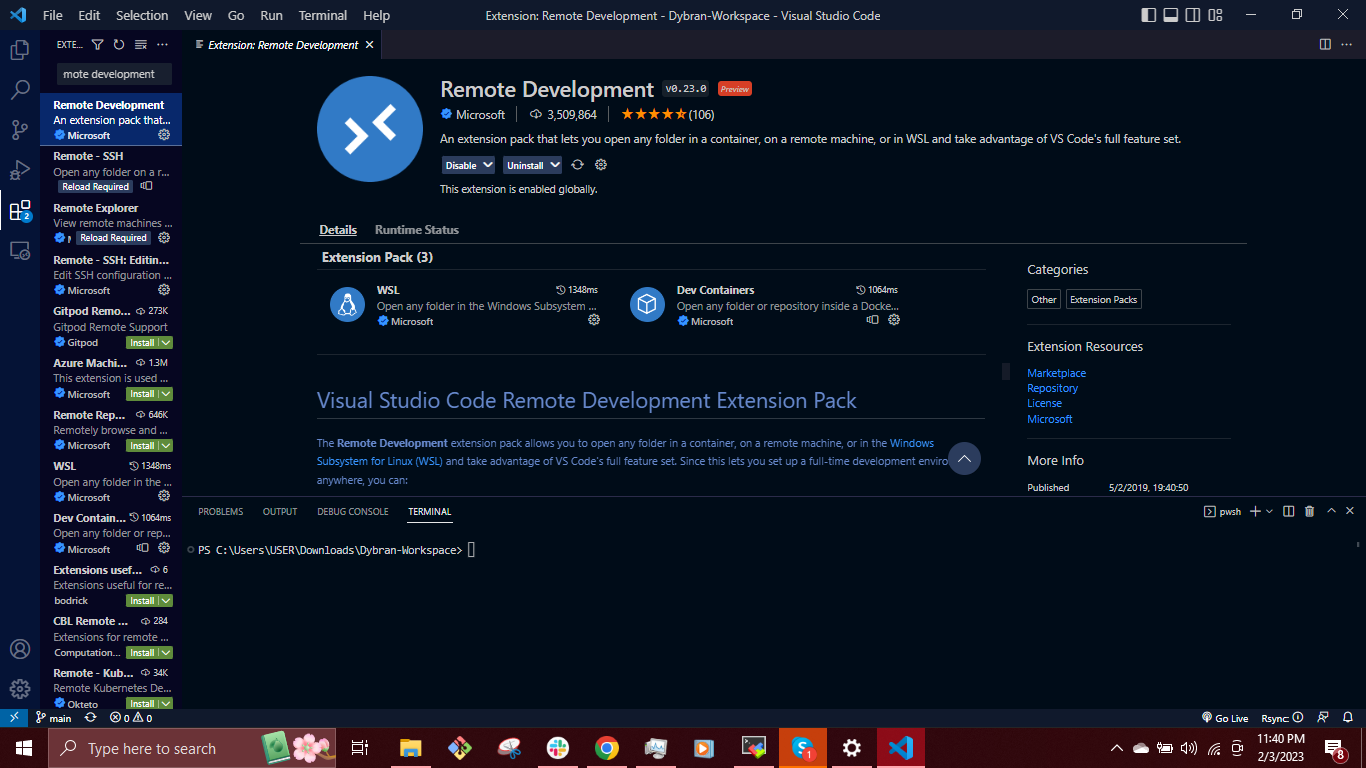 File Edit Selection View Go Run Terminal Help
Extension: Remote Development - Dybran-Workspace - Visual Studio Code
EXTE...
mote development
Remote Development
An extension pack that...
Microsoft
Remote - SSH
Open any folder on a r...
Reload Required
Remote Explorer
View remote machines ...
Reload Required
Remote - SSH: Editin...
Edit SSH configuration ...
Microsoft
Gitpod Remo... 273K
Gitpod Remote Support
Gitpod Install
Azure Machi... 1.3M
This extension is used ...
Microsoft Install
Remote Rep... 646K
Remotely browse and ...
Microsoft Install
WSL 1348ms
Open any folder in the ...
Microsoft
Dev Contain... 1064ms
Open any folder or rep...
Microsoft
Extensions usef... 6
Extensions useful for re...
bodrick Install
CBL Remote ... 284
Extensions for remote ...
Computation... Install
Remote - Kub... 34K
Remote Kubernetes De...
Okteto Install
2
Extension: Remote Development
Remote Development v0.23.0 Preview
Microsoft 3,509,864 (106)
An extension pack that lets you open any folder in a container, on a remote machine, or in WSL and take advantage of VS Code's full feature set.
Disable Uninstall
This extension is enabled globally.
Details Runtime Status
Extension Pack (3)
WSL 1348ms
Open any folder in the Windows Subsystem ...
Microsoft
Dev Containers 1064ms
Open any folder or repository inside a Docke...
Microsoft
Visual Studio Code Remote Development Extension Pack
The Remote Development extension pack allows you to open any folder in a container, on a remote machine, or in the Windows
Subsystem for Linux (WSL) and take advantage of VS Code's full feature set. Since this lets you set up a full-time development enviro
anywhere, you can:
Categories
Other Extension Packs
Extension Resources
Marketplace
Repository
License
Microsoft
More Info
Published 5/2/2019, 19:40:50
PROBLEMS OUTPUT DEBUG CONSOLE TERMINAL
pwsh
PS C:\Users\USER\Downloads\Dybran-Workspace>
main 0 0
Go Live Rsync:
Type here to search
1
11:40 PM
2/3/2023
8